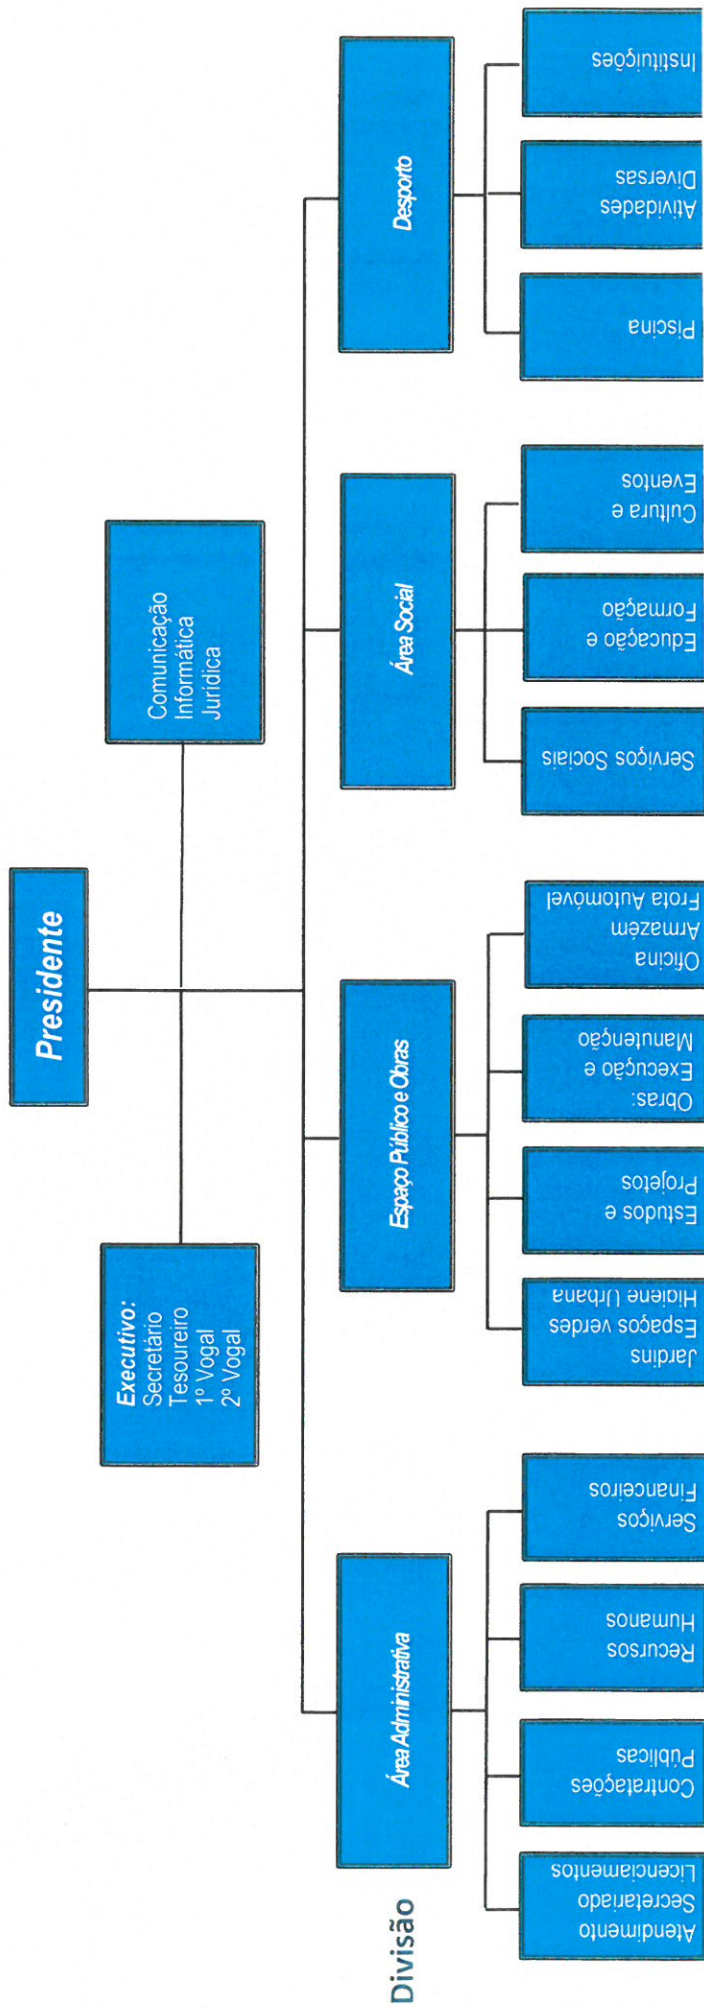 Presidente
Executivo:
Secretário
Tesoureiro
1º Vogal
2º Vogal
Comunicação
Informática
Jurídica
Divisão
Área Administrativa
Espaço Público e Obras
Área Social
Desporto
Atendimento
Secretariado
Licenciamentos
Contratações
Públicas
Recursos
Humanos
Serviços
Financeiros
Jardins
Espaços verdes
Higiene Urbana
Estudos e
Projetos
Obras:
Execução e
Manutenção
Oficina
Armazém
Frota Automóvel
Serviços Sociais
Educação e
Formação
Cultura e
Eventos
Piscina
Atividades
Diversas
Instituições